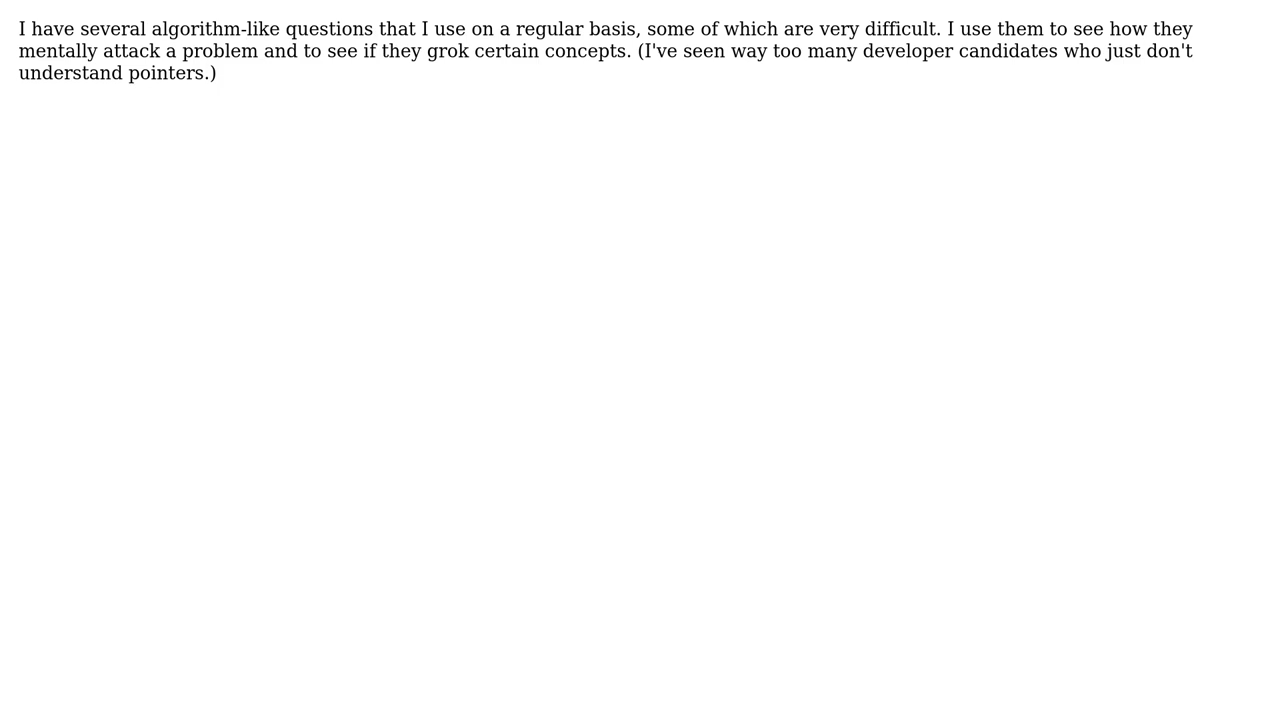 I have several algorithm-like questions that I use on a regular basis, some of which are very difficult. I use them to see how they
mentally attack a problem and to see if they grok certain concepts. (I've seen way too many developer candidates who just don't
understand pointers.)